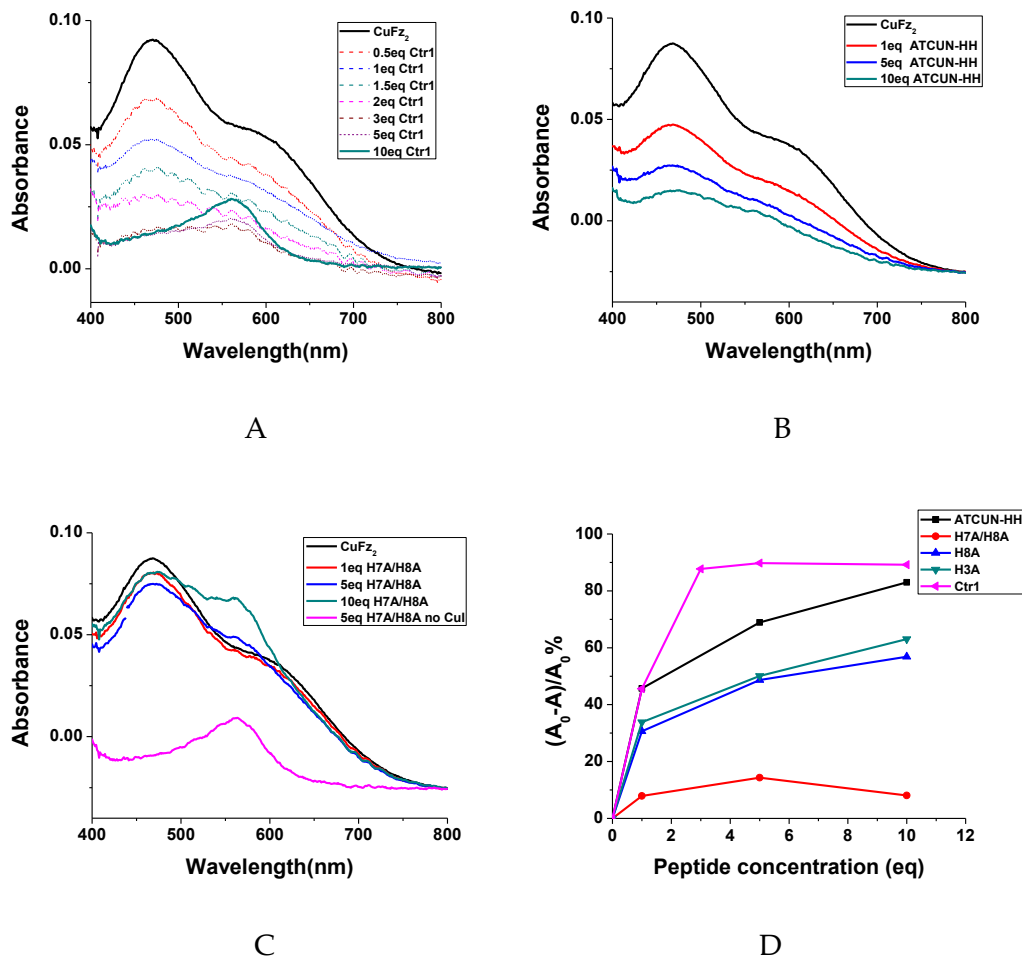 0.10
0.05
0.00
Absorbance
400 500 600 700 800
Wavelength(nm)
CuFz₂
0.5eq Ctr1
1eq Ctr1
1.5eq Ctr1
2eq Ctr1
3eq Ctr1
5eq Ctr1
10eq Ctr1
A
0.10
0.05
0.00
Absorbance
400 500 600 700 800
Wavelength(nm)
CuFz₂
1eq ATCUN-HH
5eq ATCUN-HH
10eq ATCUN-HH
B
0.10
0.05
0.00
Absorbance
400 500 600 700 800
Wavelength(nm)
CuFz₂
1eq H7A/H8A
5eq H7A/H8A
10eq H7A/H8A
5eq H7A/H8A no CuI
C
100
80
60
40
20
0
(A₀-A)/A₀%
0 2 4 6 8 10 12
Peptide concentration (eq)
ATCUN-HH
H7A/H8A
H8A
H3A
Ctr1
D